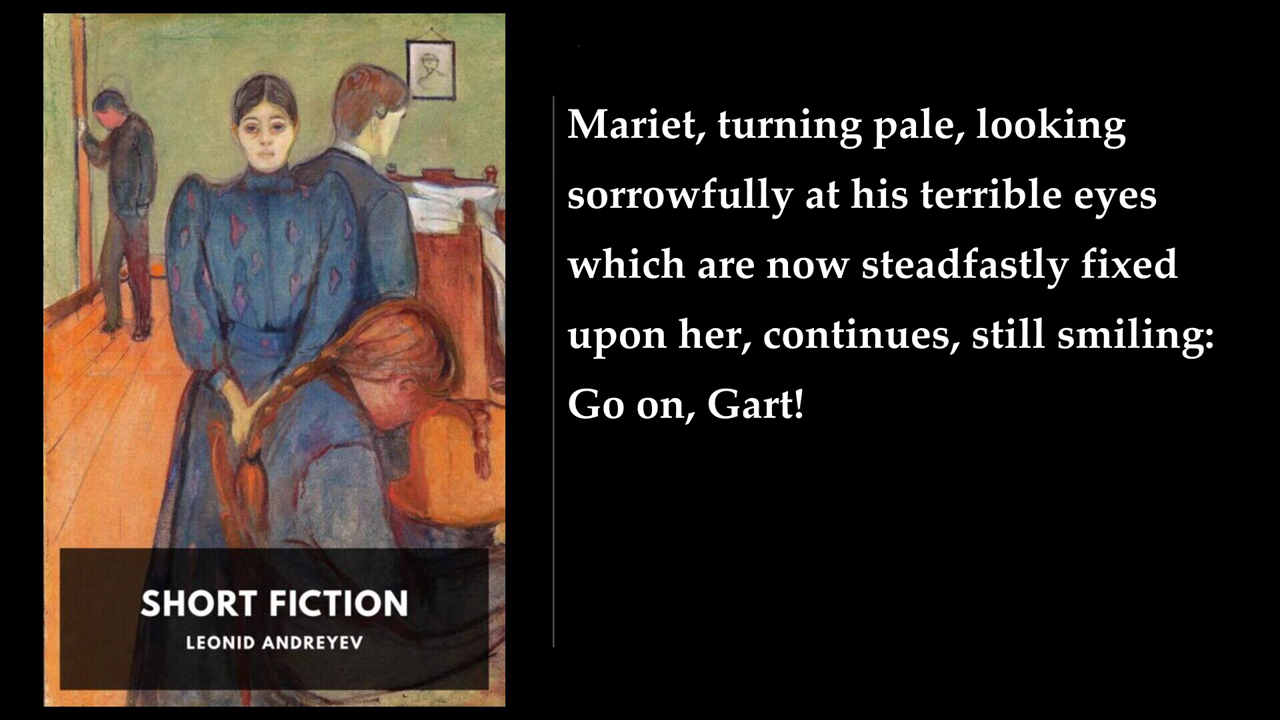 SHORT FICTION
LEONID ANDREYEV
Mariet, turning pale, looking
sorrowfully at his terrible eyes
which are now steadfastly fixed
upon her, continues, still smiling:
Go on, Gart!